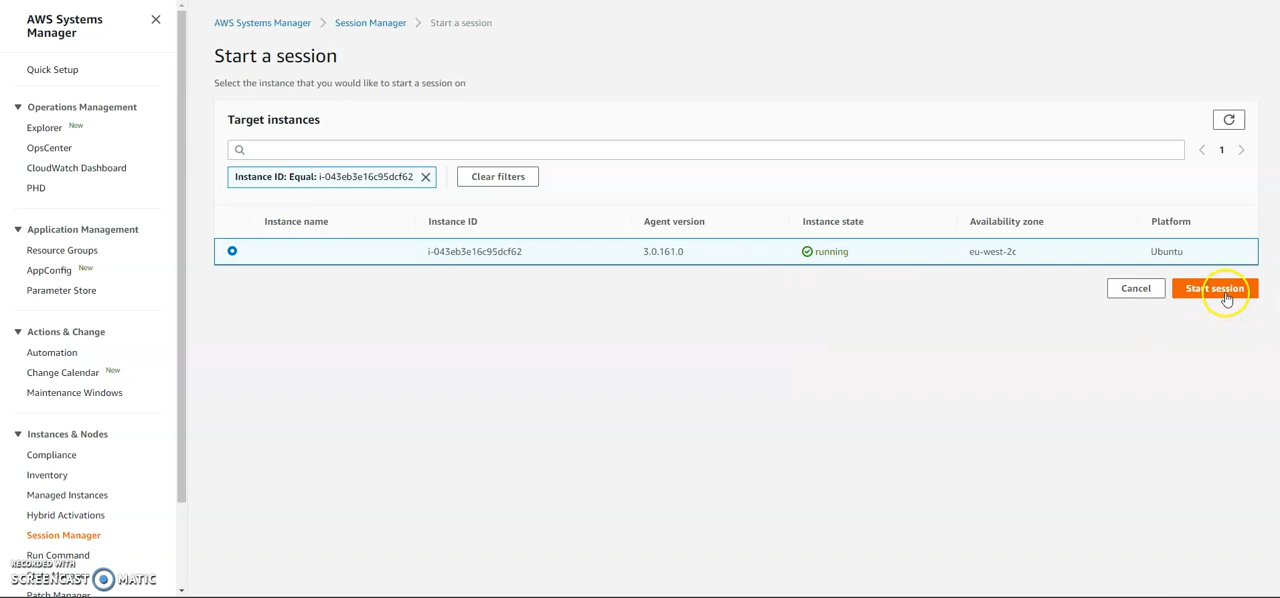 AWS Systems
Manager
Quick Setup
Operations Management
Explorer New
OpsCenter
CloudWatch Dashboard
PHD
Application Management
Resource Groups
AppConfig New
Parameter Store
Actions & Change
Automation
Change Calendar New
Maintenance Windows
Instances & Nodes
Compliance
Inventory
Managed Instances
Hybrid Activations
Session Manager
Run Command
Patch Manager
RECORDED WITH
SCREENCAST MATIC
AWS Systems Manager > Session Manager > Start a session
Start a session
Select the instance that you would like to start a session on
Target instances
1
Instance ID: Equal: i-043eb3e16c95dcf62
Clear filters
Instance name Instance ID Agent version Instance state Availability zone Platform
i-043eb3e16c95dcf62 3.0.161.0 running eu-west-2c Ubuntu
Cancel Start session